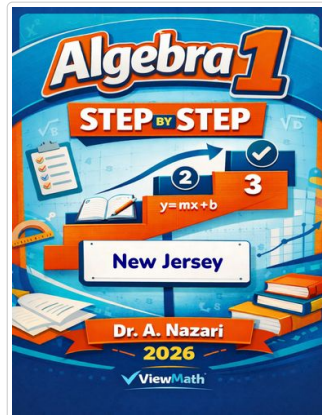 Algebra 1
STEP BY STEP
√B
√D
2
3
y=mx+b
New Jersey
Dr. A. Nazari
2026
ViewMath